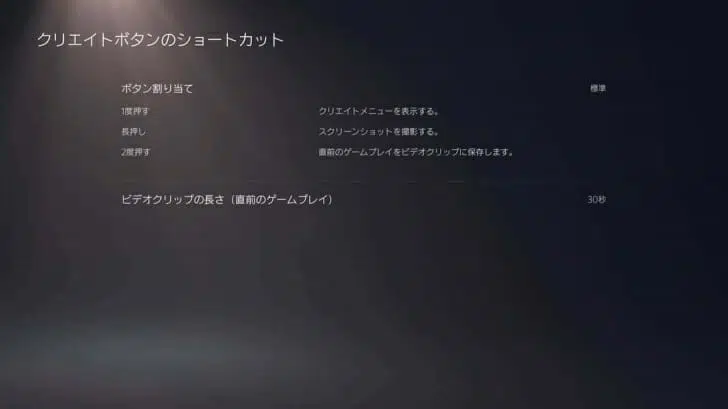 クリエイトボタンのショートカット
ボタン割り当て 標準
1度押す クリエイトメニューを表示する。
長押し スクリーンショットを撮影する。
2度押す 直前のゲームプレイをビデオクリップに保存します。
ビデオクリップの長さ（直前のゲームプレイ） 30秒